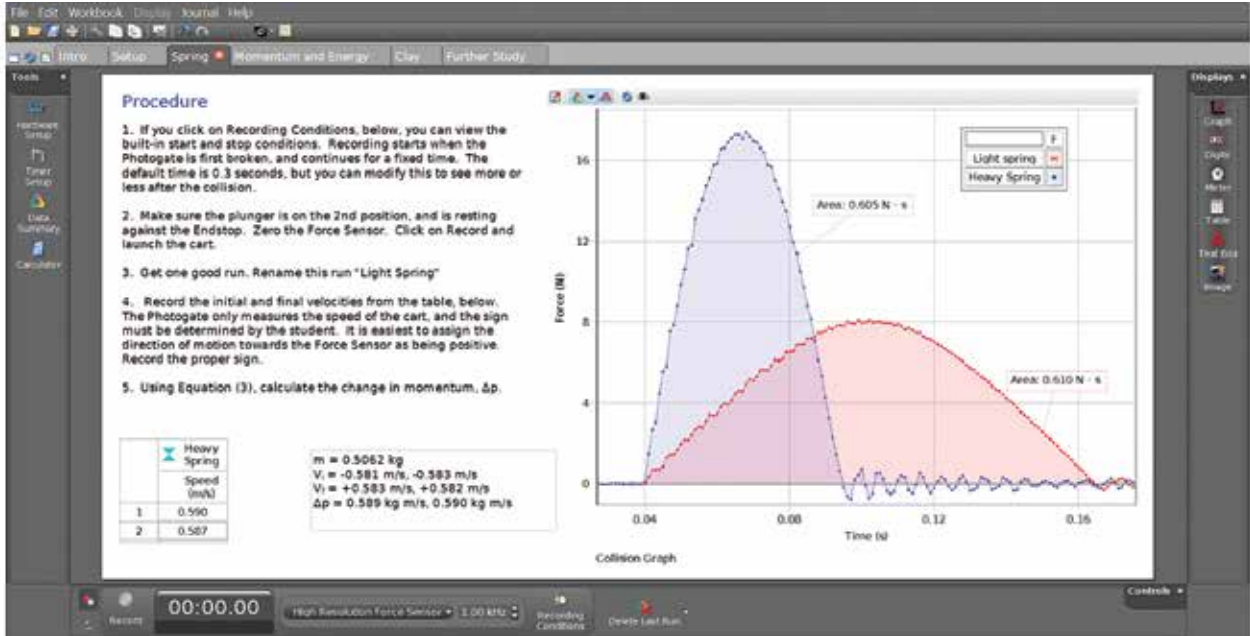 File Edit Workbook Display Journal Help
Intro Setup Spring Momentum and Energy Clay Further Study
Tools
Hardware Setup
Timer Setup
Data Summary
Calculator
Procedure
1. If you click on Recording Conditions, below, you can view the
built-in start and stop conditions. Recording starts when the
Photogate is first broken, and continues for a fixed time. The
default time is 0.3 seconds, but you can modify this to see more or
less after the collision.
2. Make sure the plunger is on the 2nd position, and is resting
against the Endstop. Zero the Force Sensor. Click on Record and
launch the cart.
3. Get one good run. Rename this run "Light Spring"
4. Record the initial and final velocities from the table, below.
The Photogate only measures the speed of the cart, and the sign
must be determined by the student. It is easiest to assign the
direction of motion towards the Force Sensor as being positive.
Record the proper sign.
5. Using Equation (3), calculate the change in momentum, Δp.
Heavy
Spring
Speed
(m/s)
1 0.590
2 0.587
m = 0.5062 kg
= -0.581 m/s, -0.583 m/s
= +0.583 m/s, +0.582 m/s
Δp = 0.589 kg m/s, 0.590 kg m/s
F
Light spring
Heavy Spring
Area: 0.605 N · s
Area: 0.610 N · s
Force (N)
16
12
8
4
0
0.04 0.08 0.12 0.16
Time (s)
Collision Graph
Displays
Graph
Digits
Meter
Table
Text Box
Image
Controls
Record
00:00.00
High Resolution Force Sensor 1.00 kHz
Recording
Conditions
Delete Last Run